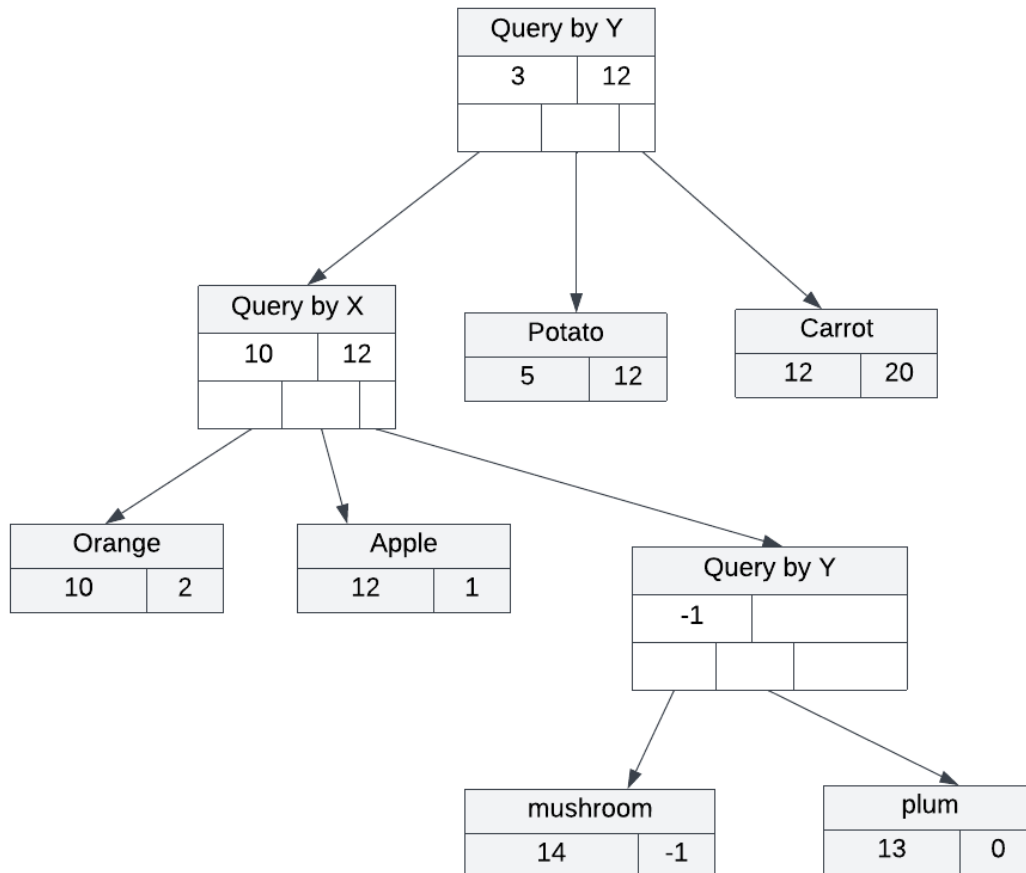 Query by Y
3 12
Query by X
10 12
Potato
5 12
Carrot
12 20
Orange
10 2
Apple
12 1
Query by Y
-1
mushroom
14 -1
plum
13 0